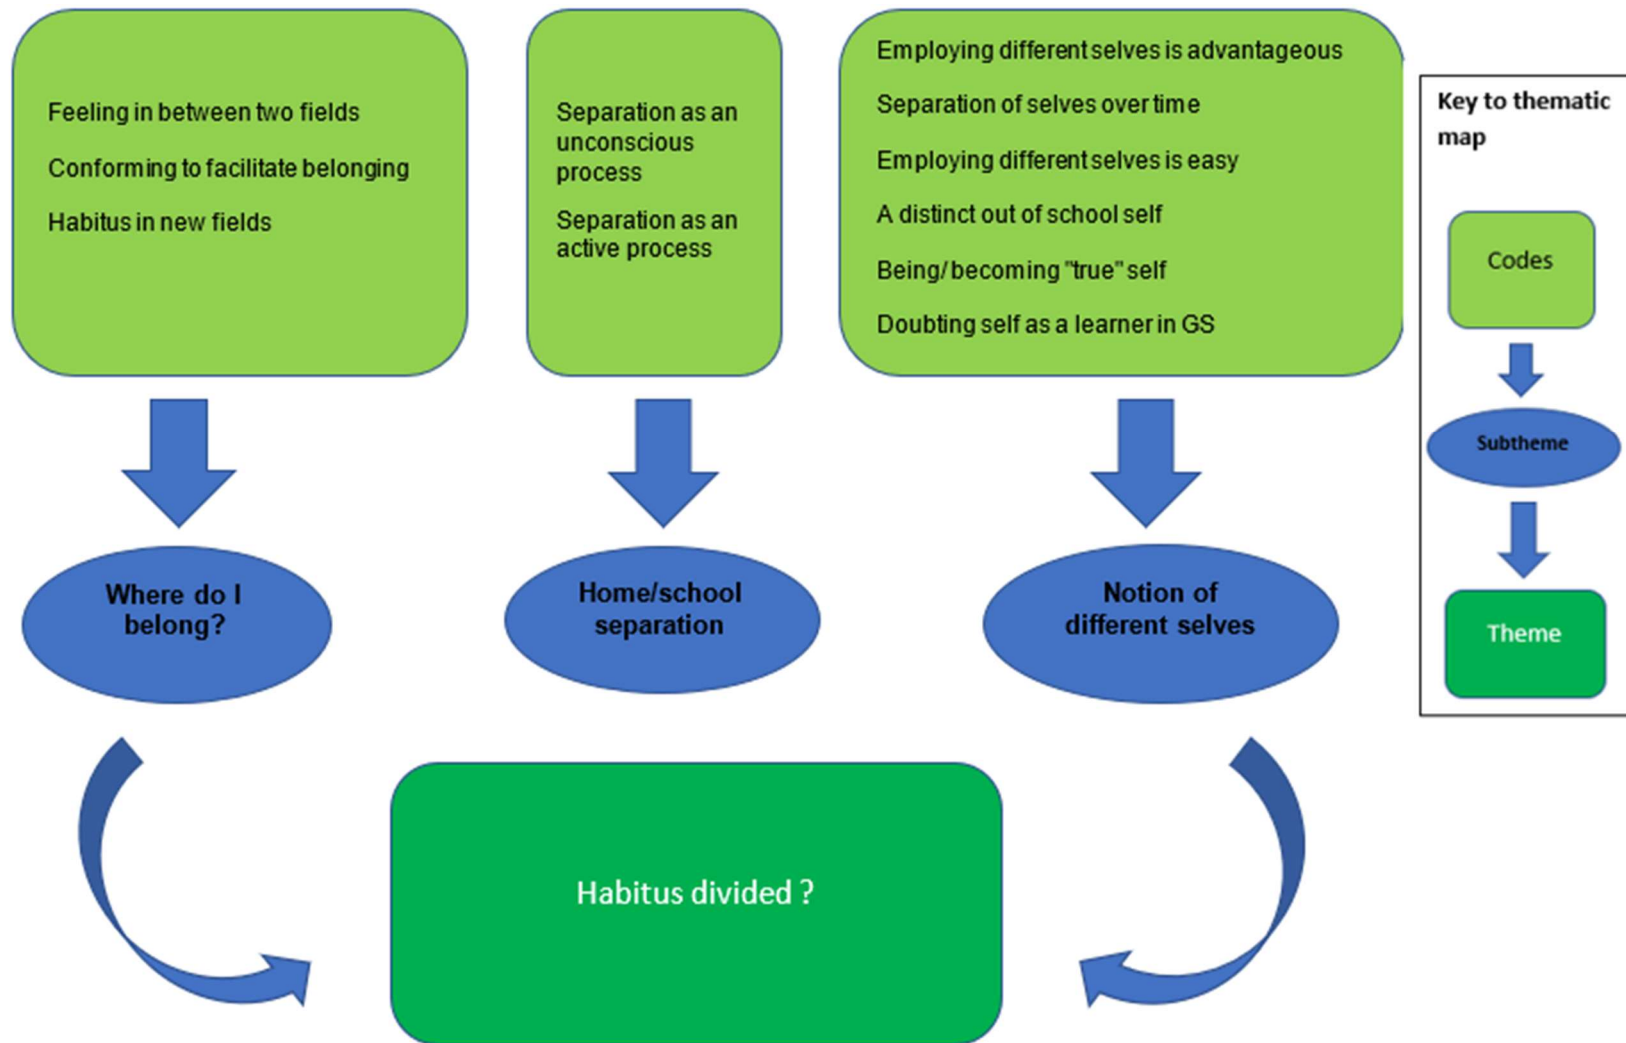 Feeling in between two fields
Conforming to facilitate belonging
Habitus in new fields
Separation as an
unconscious
process
Separation as an
active process
Employing different selves is advantageous
Separation of selves over time
Employing different selves is easy
A distinct out of school self
Being/ becoming "true" self
Doubting self as a learner in GS
Key to thematic
map
Codes
Subtheme
Theme
Where do I
belong?
Home/school
separation
Notion of
different selves
Habitus divided ?